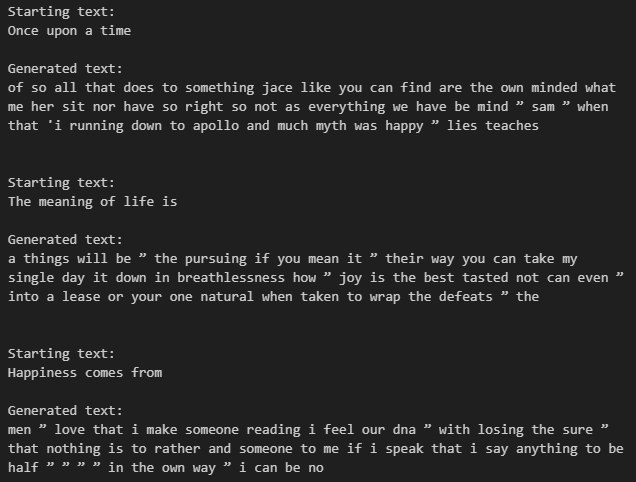 Starting text:
Once upon a time
Generated text:
of so all that does to something jace like you can find are the own minded what
me her sit nor have so right so not as everything we have be mind ” sam ” when
that 'i running down to apollo and much myth was happy ” lies teaches
Starting text:
The meaning of life is
Generated text:
a things will be ” the pursuing if you mean it ” their way you can take my
single day it down in breathlessness how ” joy is the best tasted not can even ”
into a lease or your one natural when taken to wrap the defeats ” the
Starting text:
Happiness comes from
Generated text:
men ” love that i make someone reading i feel our dna ” with losing the sure ”
that nothing is to rather and someone to me if i speak that i say anything to be
half ” ” ” ” in the own way ” i can be no